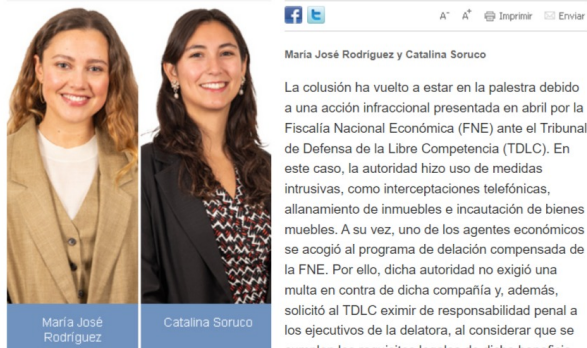 A- A+ Imprimir Enviar
María José Rodríguez y Catalina Soruco
La colusión ha vuelto a estar en la palestra debido
a una acción infraccional presentada en abril por la
Fiscalía Nacional Económica (FNE) ante el Tribunal
de Defensa de la Libre Competencia (TDLC). En
este caso, la autoridad hizo uso de medidas
intrusivas, como interceptaciones telefónicas,
allanamiento de inmuebles e incautación de bienes
muebles. A su vez, uno de los agentes económicos
se acogió al programa de delación compensada de
la FNE. Por ello, dicha autoridad no exigió una
multa en contra de dicha compañía y, además,
solicitó al TDLC eximir de responsabilidad penal a
los ejecutivos de la delatora, al considerar que se
María José
Rodríguez
Catalina Soruco